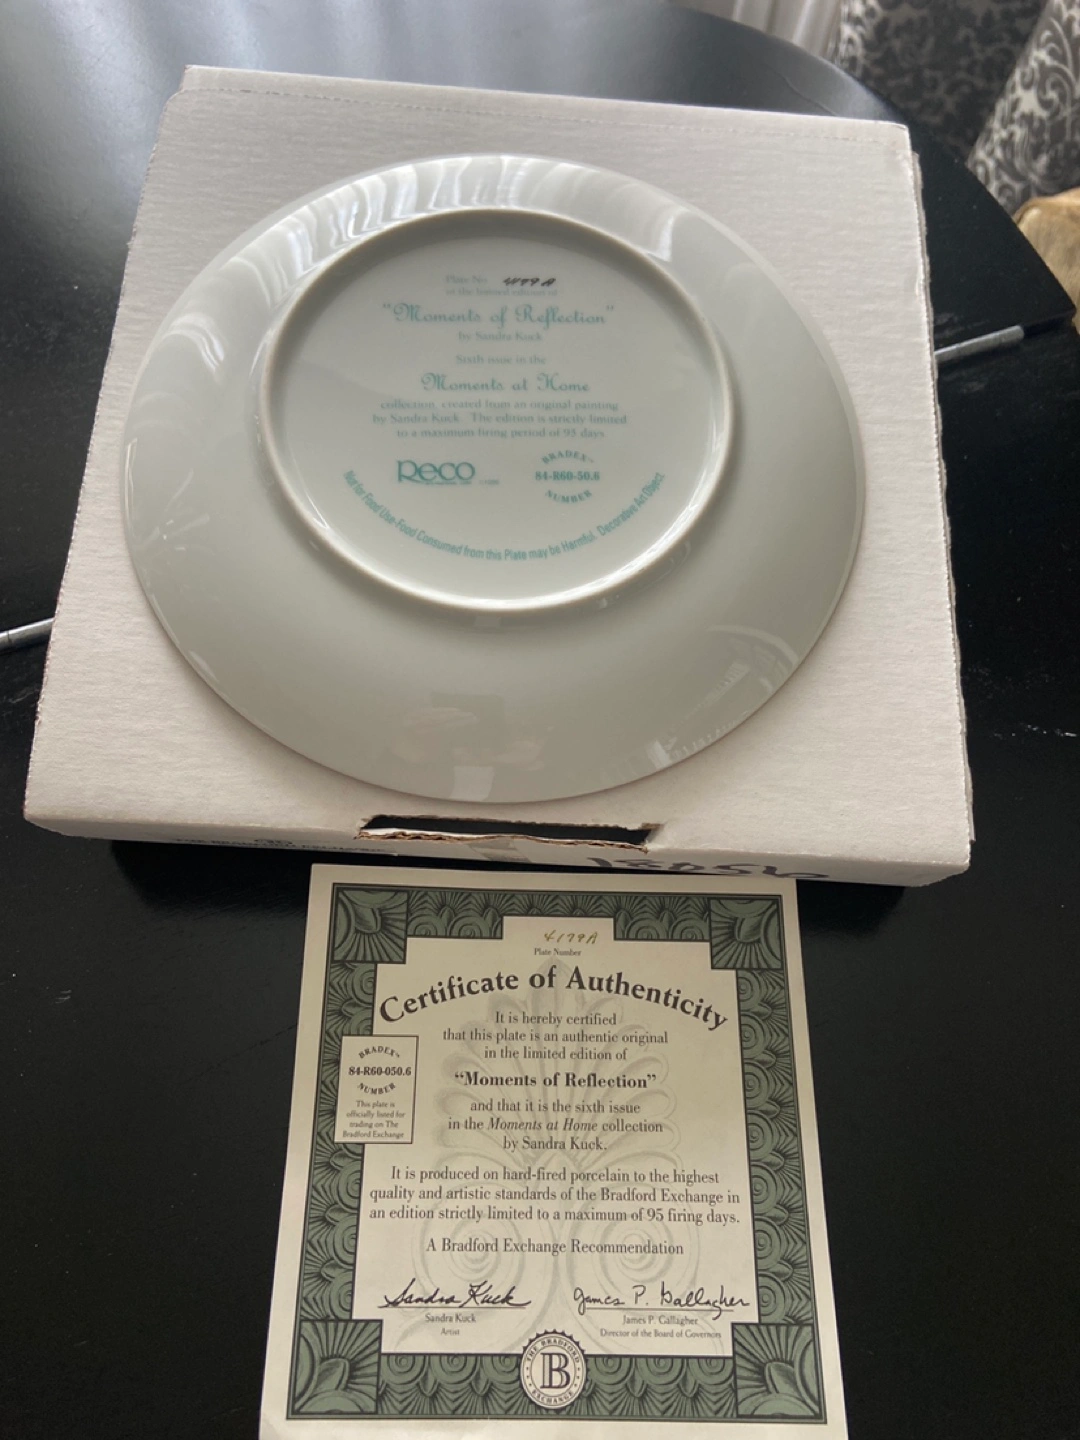 Plate No. 4179 A
of the limited edition of
"Moments of Reflection"
by Sandra Kuck
Sixth issue in the
Moments at Home
collection, created from an original painting
by Sandra Kuck. The edition is strictly limited
to a maximum firing period of 95 days
Reco
BRADEX™
84-R60-50.6
NUMBER
Not for Food Use-Food Consumed from this Plate may be Harmful. Decorative Art Object.
4179A
Plate Number
Certificate of Authenticity
It is hereby certified
that this plate is an authentic original
in the limited edition of
"Moments of Reflection"
and that it is the sixth issue
in the Moments at Home collection
by Sandra Kuck.
BRADEX™
84-R60-050.6
NUMBER
This plate is
officially listed for
trading on The
Bradford Exchange
It is produced on hard-fired porcelain to the highest
quality and artistic standards of the Bradford Exchange in
an edition strictly limited to a maximum of 95 firing days.
A Bradford Exchange Recommendation
Sandra Kuck
Sandra Kuck
Artist
James P. Gallagher
James P. Gallagher
Director of the Board of Governors
THE BRADFORD
B
EXCHANGE